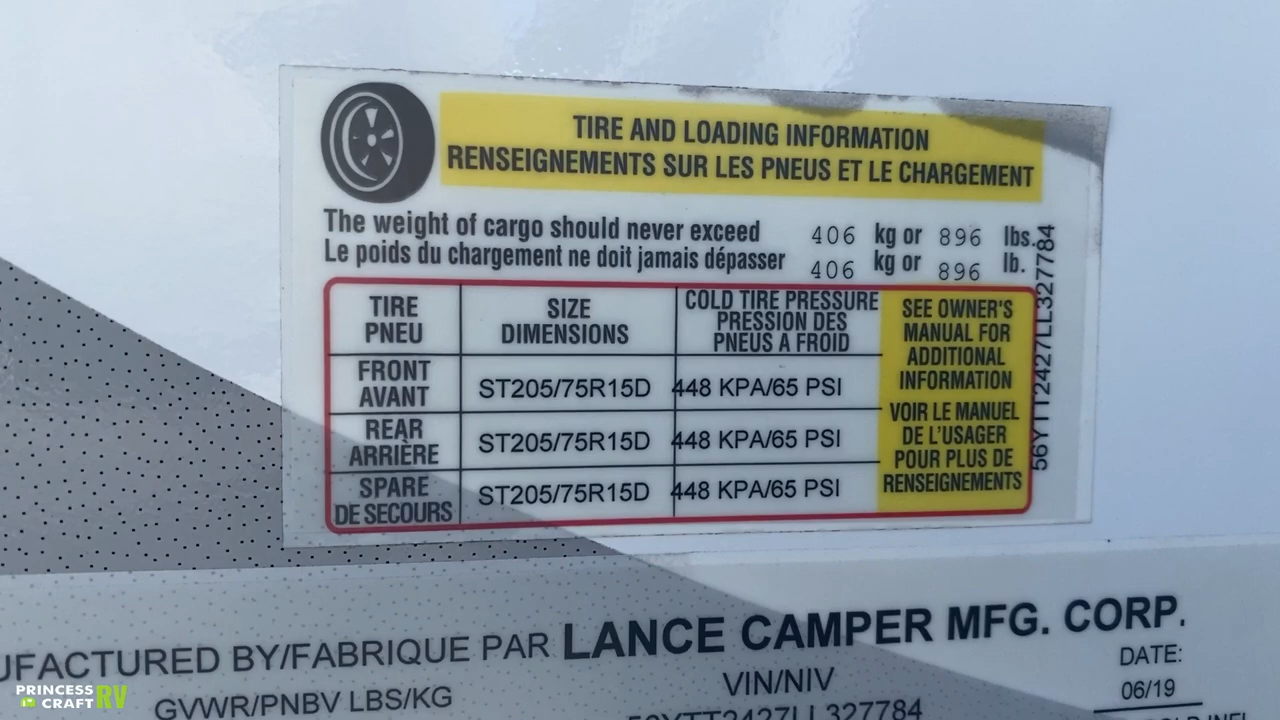 TIRE AND LOADING INFORMATION
RENSEIGNEMENTS SUR LES PNEUS ET LE CHARGEMENT
The weight of cargo should never exceed 406 kg or 896 lbs.
Le poids du chargement ne doit jamais dépasser 406 kg or 896 lb.
TIRE SIZE COLD TIRE PRESSURE
PNEU DIMENSIONS PRESSION DES
PNEUS A FROID
FRONT
AVANT ST205/75R15D 448 KPA/65 PSI
REAR
ARRIÈRE ST205/75R15D 448 KPA/65 PSI
SPARE
DE SECOURS ST205/75R15D 448 KPA/65 PSI
SEE OWNER'S
MANUAL FOR
ADDITIONAL
INFORMATION
VOIR LE MANUEL
DE L'USAGER
POUR PLUS DE
RENSEIGNEMENTS
56YTT2427LL327784
UFACTURED BY/FABRIQUE PAR LANCE CAMPER MFG. CORP.
GVWR/PNBV LBS/KG VIN/NIV DATE:
56YTT2427LL327784 06/19
PRINCESS
CRAFT RV